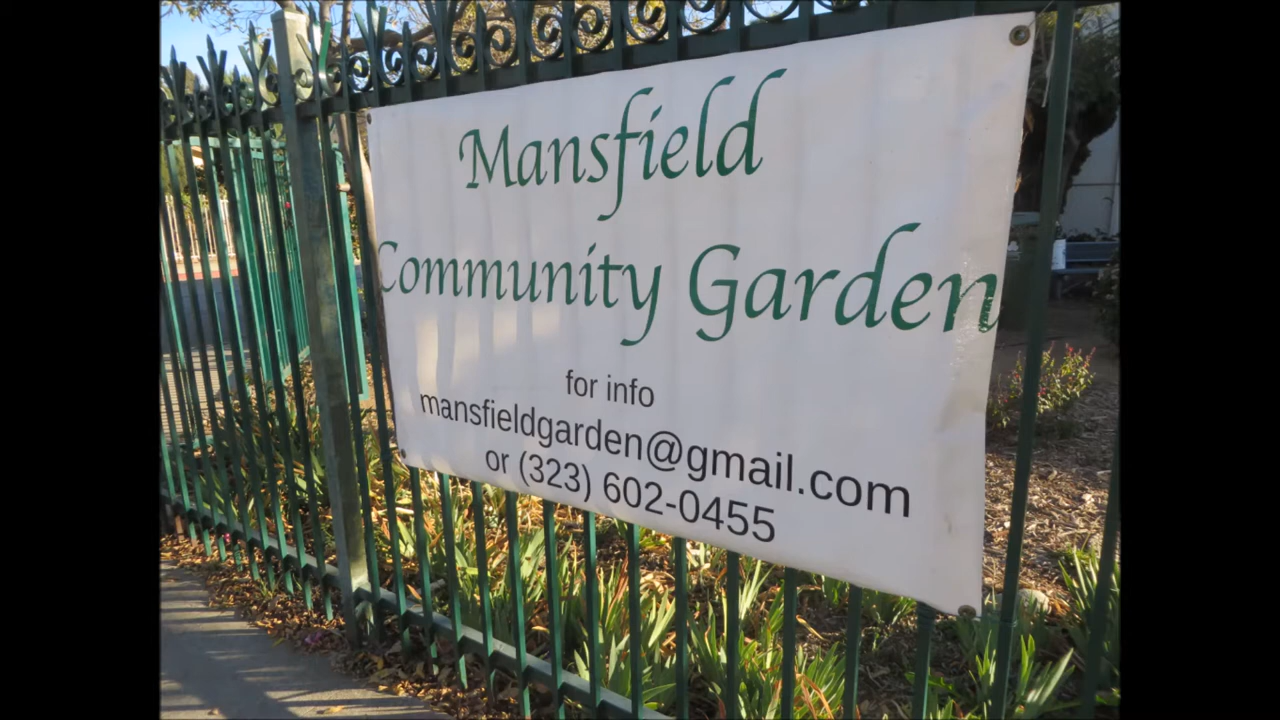 Mansfield
Community Garden
for info
mansfieldgarden@gmail.com
or (323) 602-0455